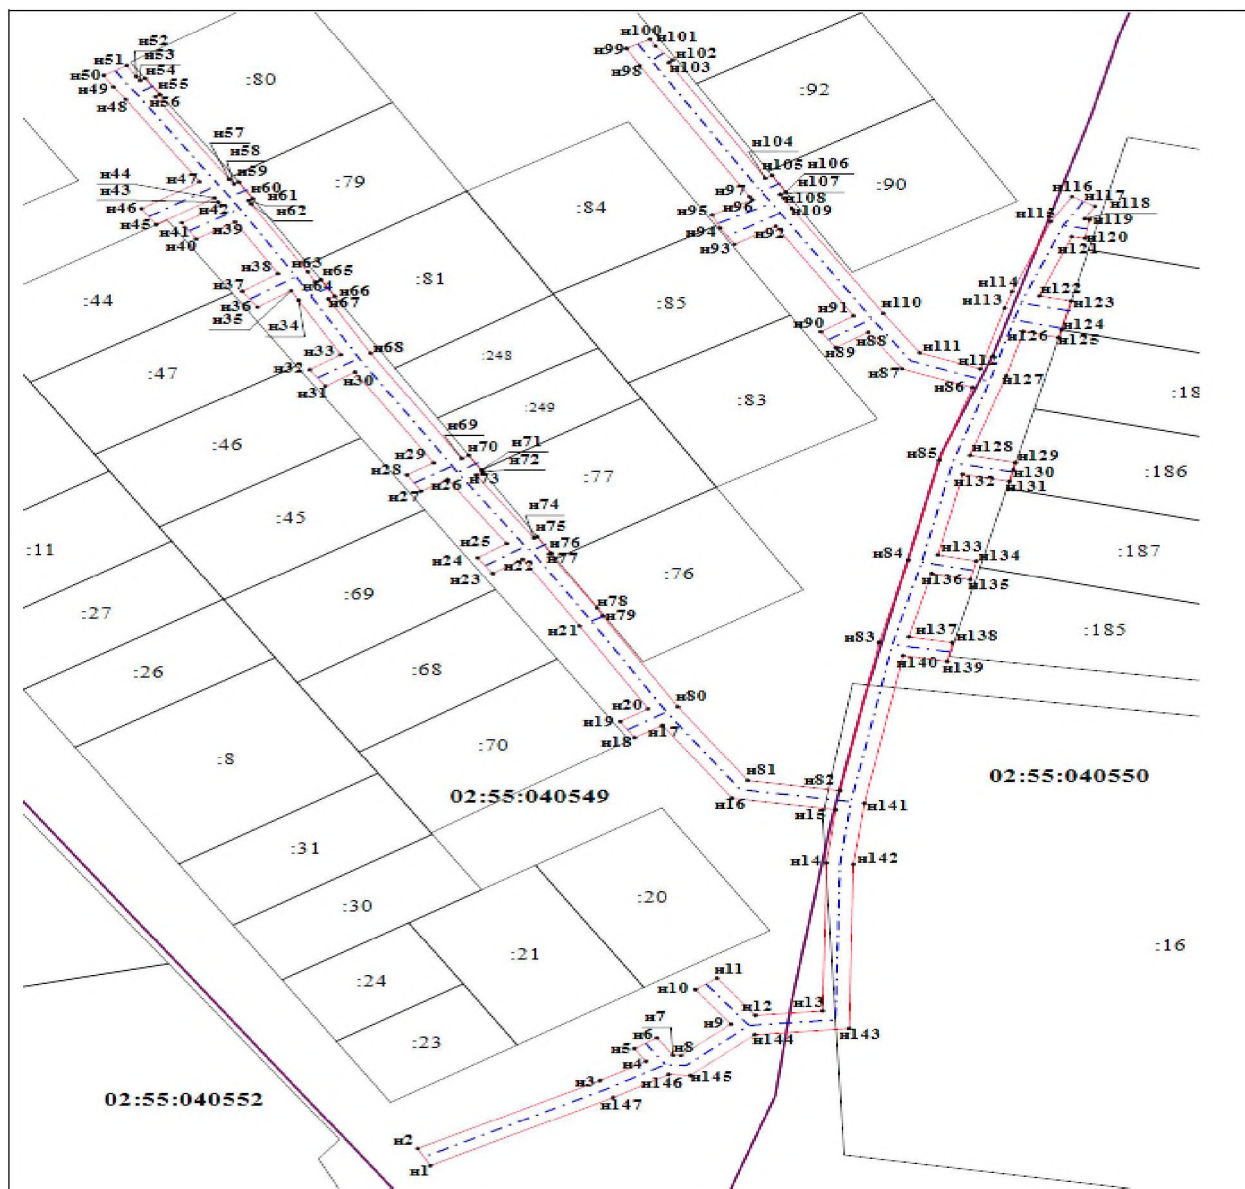 н52
н100
н101
н51
н53
н99
н102
н50
н54
:80
н98
н103
н49
н55
:92
н48
н56
н57
н104
н58
н44
н59
н105
н106
н43
н47
н60
:79
н107
:90
н116
н46
н42
н61
:84
н97
н108
н117
н45
н62
н95
н96
н109
н115
н118
н41
н39
н94
н92
н119
н40
н93
н120
н121
н38
н63
н65
:81
н37
н64
н66
н114
н122
:44
н36
н67
:85
н113
н123
н35
н34
н91
н110
н90
н124
н33
н68
н88
н126
н125
н32
:248
н89
н111
н112
:47
н30
н87
н127
н31
н86
:18
:249
:83
н69
:46
н70
н71
н85
н128
н29
н72
н129
н28
н73
:77
н132
н130
:186
н26
н131
н27
н74
:45
н75
н25
н76
:11
н24
н22
н77
н84
н133
н134
:187
н23
:76
н136
н135
:69
н78
:27
н79
н21
н83
н137
н138
:185
н140
н139
:26
:68
н20
н80
н19
н17
н18
:70
:8
н81
н82
02:55:040550
02:55:040549
н16
н15
н141
:31
н14
н142
:20
:30
:16
:21
н11
:24
н10
н12
н13
н7
н9
н6
н143
:23
н5
н8
н144
н4
н3
н146
н145
02:55:040552
н147
н2
н1